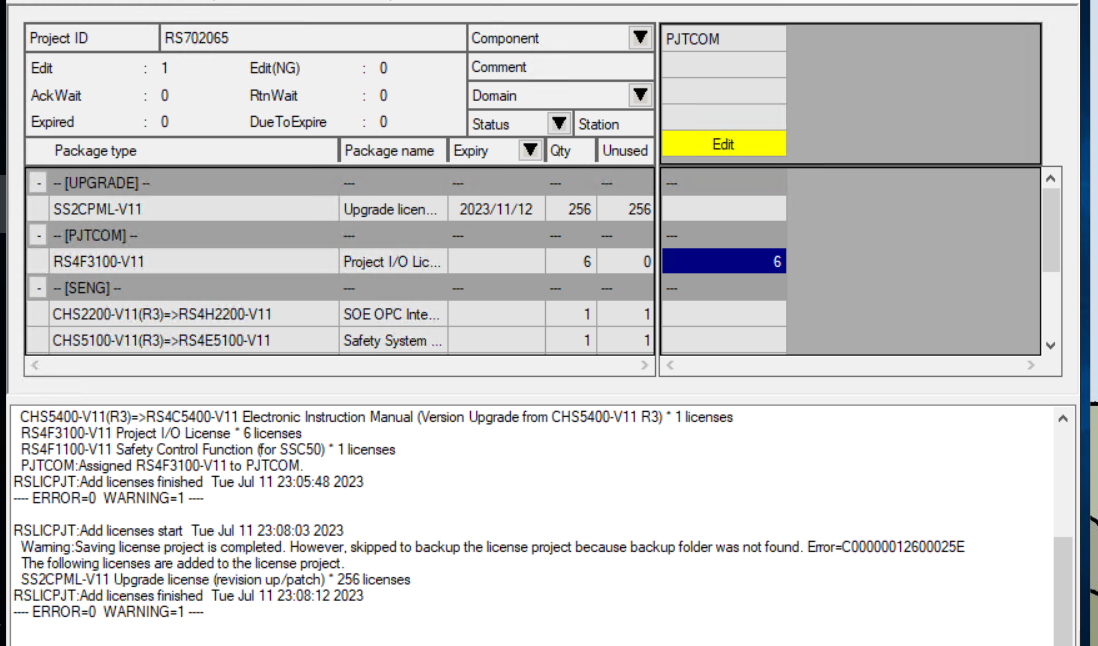 Project ID RS702065 Component PJTCOM
Edit : 1 Edit(NG) : 0 Comment
AckWait : 0 RtnWait : 0 Domain
Expired : 0 DueToExpire : 0 Status Station
Package type Package name Expiry Qty Unused Edit
- -- [UPGRADE] -- --- --- --- --- ---
SS2CPML-V11 Upgrade licen... 2023/11/12 256 256
- -- [PJTCOM] -- --- --- --- --- ---
RS4F3100-V11 Project I/O Lic... 6 0 6
- -- [SENG] -- --- --- --- --- ---
CHS2200-V11(R3)=>RS4H2200-V11 SOE OPC Inte... 1 1
CHS5100-V11(R3)=>RS4E5100-V11 Safety System ... 1 1
CHS5400-V11(R3)=>RS4C5400-V11 Electronic Instruction Manual (Version Upgrade from CHS5400-V11 R3) * 1 licenses
RS4F3100-V11 Project I/O License * 6 licenses
RS4F1100-V11 Safety Control Function (for SSC50) * 1 licenses
PJTCOM:Assigned RS4F3100-V11 to PJTCOM.
RSLICPJT:Add licenses finished Tue Jul 11 23:05:48 2023
---- ERROR=0 WARNING=1 ----
RSLICPJT:Add licenses start Tue Jul 11 23:08:03 2023
Warning:Saving license project is completed. However, skipped to backup the license project because backup folder was not found. Error=C00000012600025E
The following licenses are added to the license project.
SS2CPML-V11 Upgrade license (revision up/patch) * 256 licenses
RSLICPJT:Add licenses finished Tue Jul 11 23:08:12 2023
---- ERROR=0 WARNING=1 ----